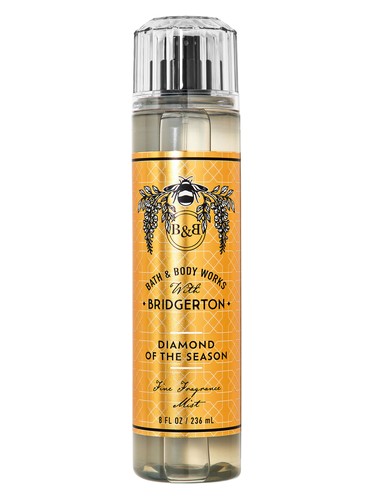 B&B
BATH & BODY WORKS
With
BRIDGERTON
DIAMOND
OF THE SEASON
Fine Fragrance
Mist
8 FL OZ / 236 mL